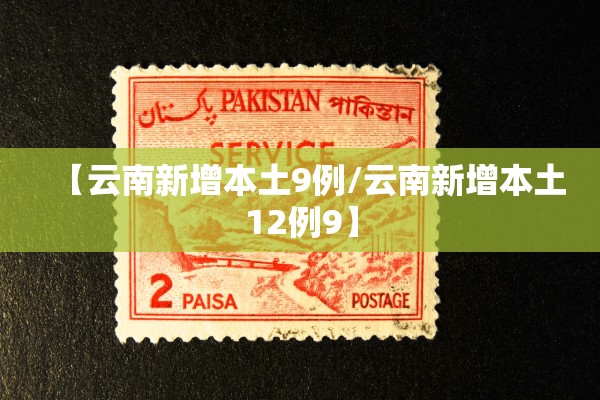 پاکستان PAKISTAN পাকিস্তান
SERVICE
【云南新增本土9例/云南新增本土
12例9】
2 PAISA POSTAGE